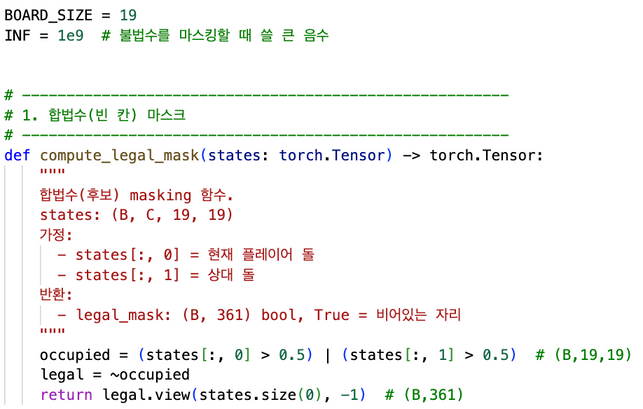 BOARD_SIZE = 19
INF = 1e9  # 불법수를 마스킹할 때 쓸 큰 음수
# ------------------------------------------------------
# 1. 합법수(빈 칸) 마스크
# ------------------------------------------------------
def compute_legal_mask(states: torch.Tensor) -> torch.Tensor:
    """
    합법수(후보) masking 함수.
    states: (B, C, 19, 19)
    가정:
      - states[:, 0] = 현재 플레이어 돌
      - states[:, 1] = 상대 돌
    반환:
      - legal_mask: (B, 361) bool, True = 비어있는 자리
    """
    occupied = (states[:, 0] > 0.5) | (states[:, 1] > 0.5)  # (B,19,19)
    legal = ~occupied
    return legal.view(states.size(0), -1)  # (B,361)